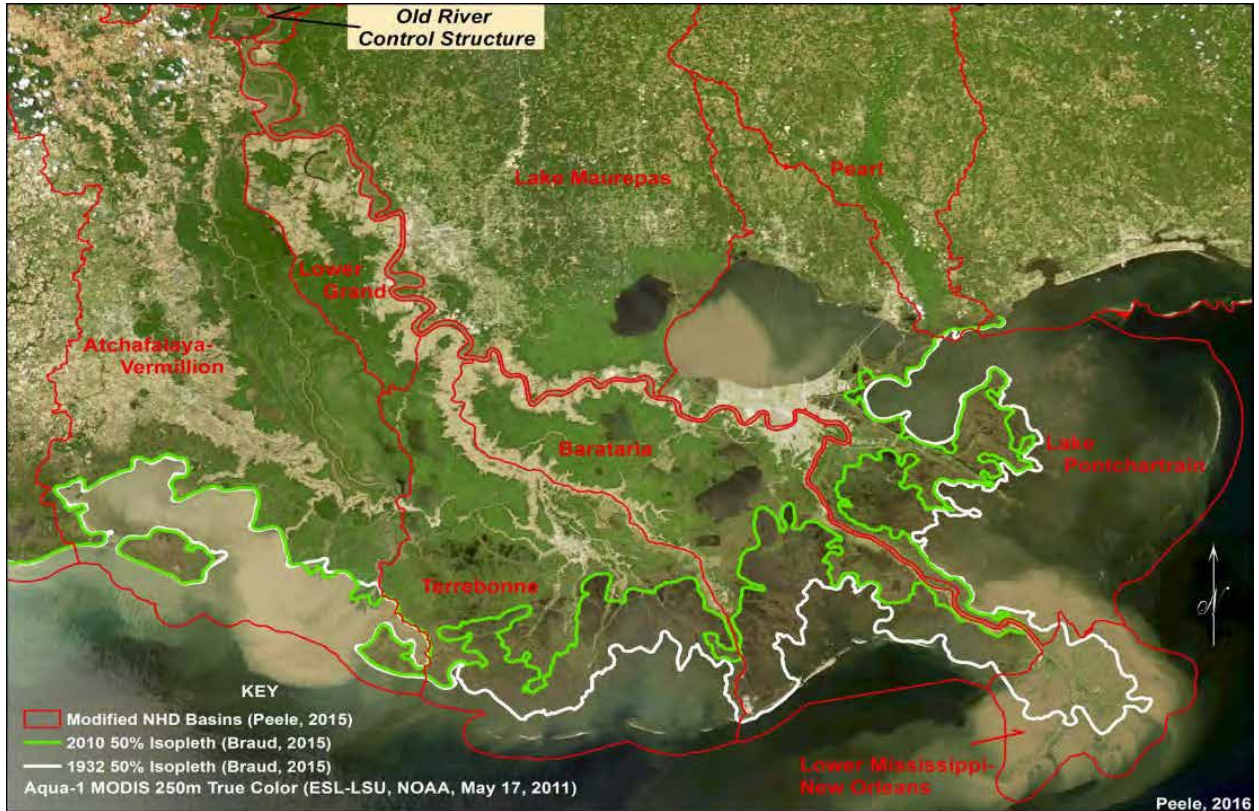 Old River
Control Structure
Lake Maurepas
Pearl
Lower
Grand
Atchafalaya-
Vermillion
Barataria
Lake
Pontchartrain
Terrebonne
N
KEY
Modified NHD Basins (Peele, 2015)
2010 50% Isopleth (Braud, 2015)
1932 50% Isopleth (Braud, 2015)
Aqua-1 MODIS 250m True Color (ESL-LSU, NOAA, May 17, 2011)
Lower Mississippi-
New Orleans
Peele, 2016